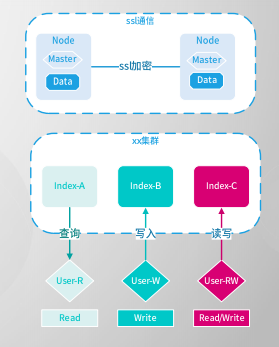 ssl通信
Node
Node
Master
Master
Data
Data
ssl加密
xx集群
Index-A
Index-B
Index-C
查询
写入
读写
User-R
User-W
User-RW
Read
Write
Read/Write